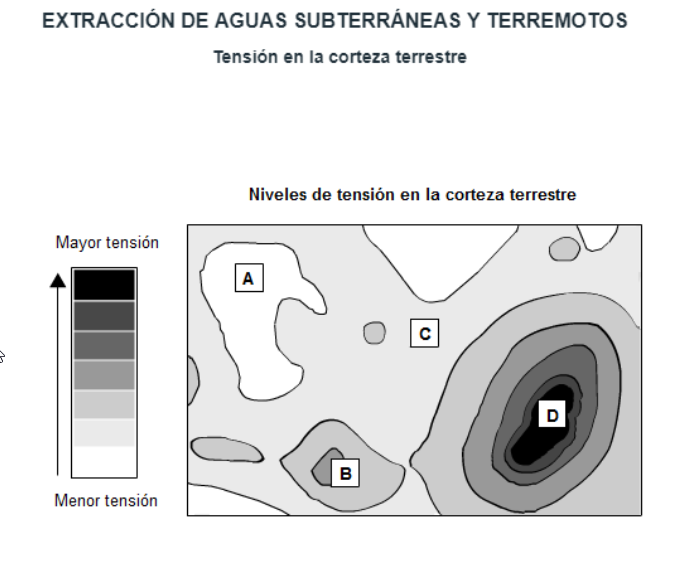 EXTRACCIÓN DE AGUAS SUBTERRÁNEAS Y TERREMOTOS
Tensión en la corteza terrestre
Niveles de tensión en la corteza terrestre
Mayor tensión
A
C
D
B
Menor tensión